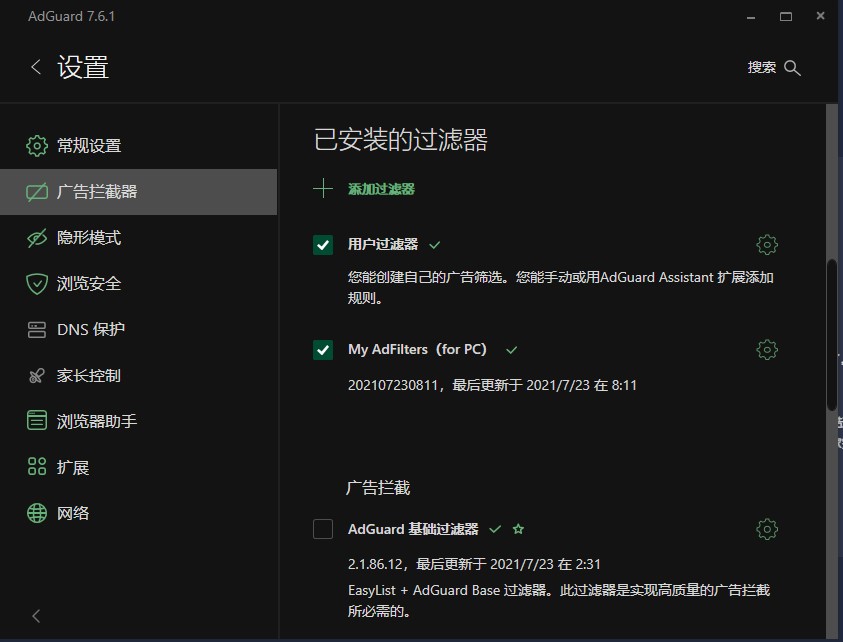 AdGuard 7.6.1
设置
搜索
常规设置
广告拦截器
隐形模式
浏览安全
DNS 保护
家长控制
浏览器助手
扩展
网络
已安装的过滤器
添加过滤器
用户过滤器
您能创建自己的广告筛选。您能手动或用AdGuard Assistant 扩展添加
规则。
My AdFilters（for PC）
202107230811，最后更新于 2021/7/23 在 8:11
广告拦截
AdGuard 基础过滤器
2.1.86.12，最后更新于 2021/7/23 在 2:31
EasyList + AdGuard Base 过滤器。此过滤器是实现高质量的广告拦截
所必需的。